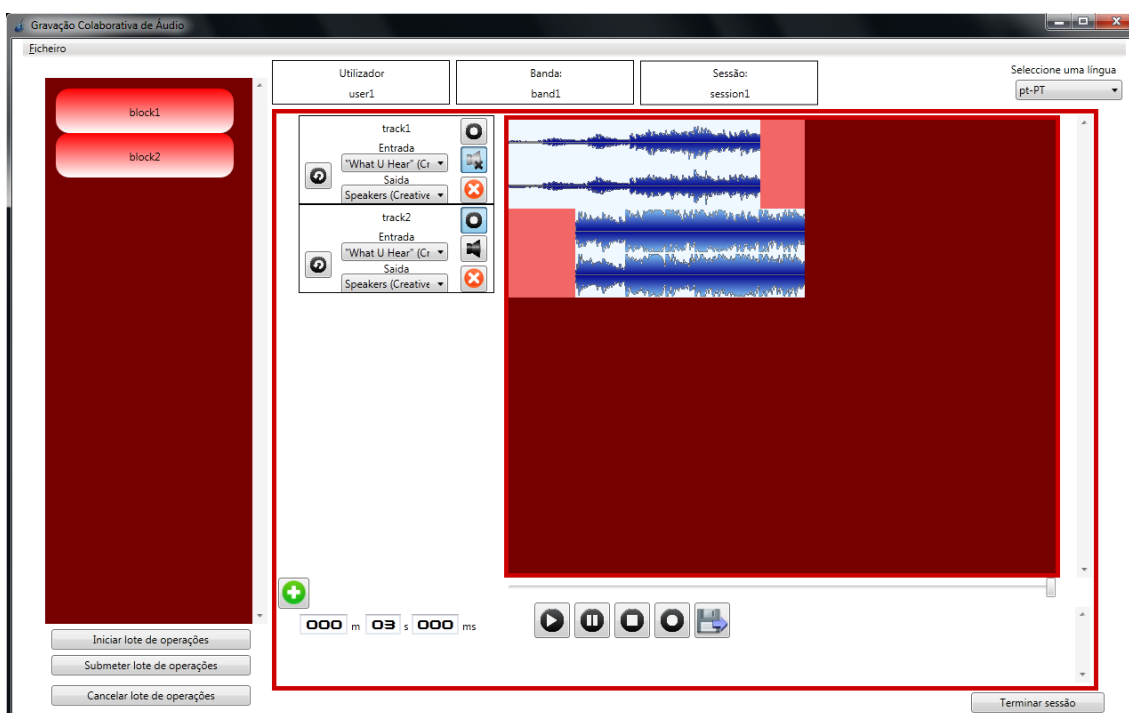 Gravação Colaborativa de Áudio
Ficheiro
Utilizador
user1
Banda:
band1
Sessão:
session1
Seleccione uma língua
pt-PT
block1
block2
track1
Entrada
"What U Hear" (Cr
Saida
Speakers (Creative
track2
Entrada
"What U Hear" (Cr
Saida
Speakers (Creative
000 m 03 s 000 ms
Iniciar lote de operações
Submeter lote de operações
Cancelar lote de operações
Terminar sessão